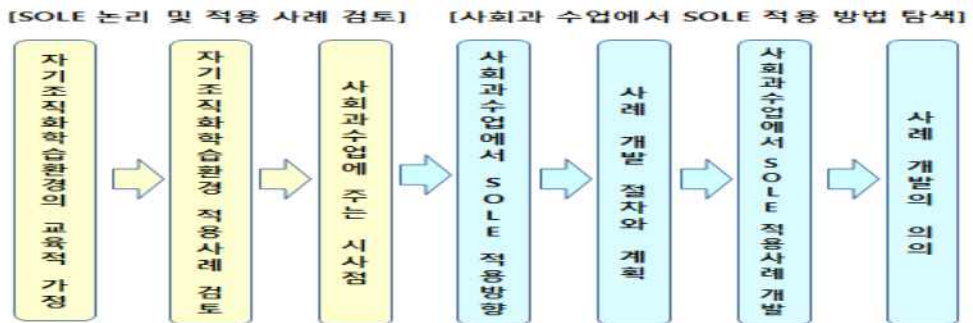 [SOLE 논리 및 적용 사례 검토]
[사회과 수업에서 SOLE 적용 방법 탐색]
자기조직화학습환경의 교육적 가정
자기조직화학습환경 적용사례 검토
사회과수업에 주는 시사점
사회과수업에서 SOLE 적용방향
사례 개발 절차와 계획
사회과수업에서 SOLE 적용사례 개발
사례 개발의 의의